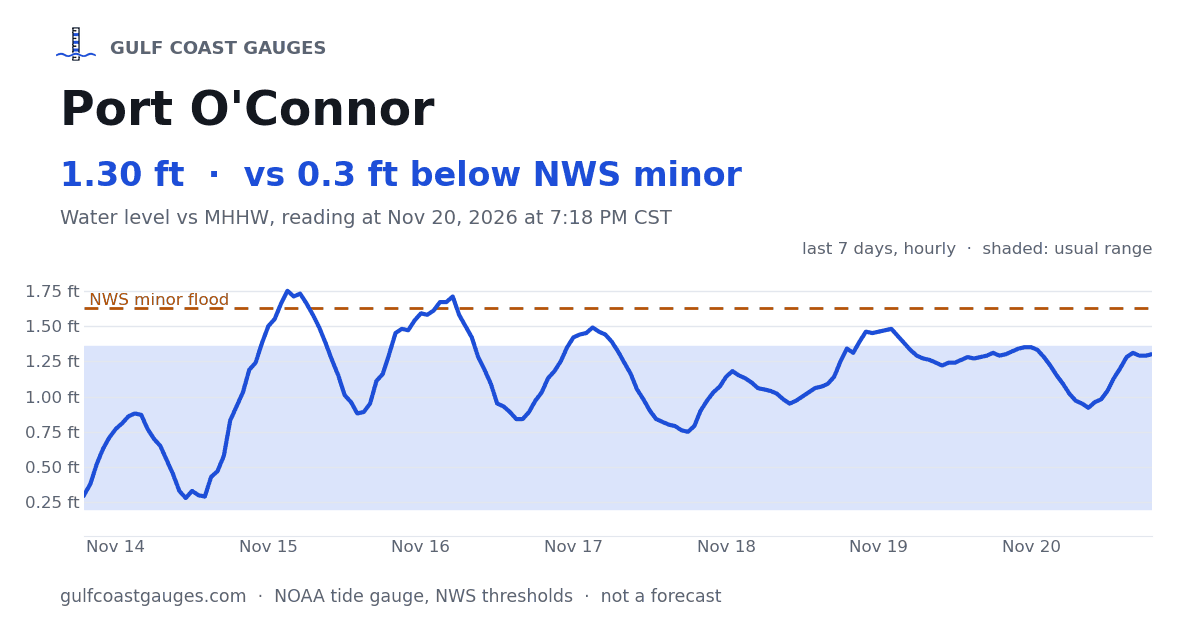 GULF COAST GAUGES
Port O'Connor
1.30 ft · vs 0.3 ft below NWS minor
Water level vs MHHW, reading at Nov 20, 2026 at 7:18 PM CST
last 7 days, hourly · shaded: usual range
1.75 ft
NWS minor flood
1.50 ft
1.25 ft
1.00 ft
0.75 ft
0.50 ft
0.25 ft
Nov 14 Nov 15 Nov 16 Nov 17 Nov 18 Nov 19 Nov 20
gulfcoastgauges.com · NOAA tide gauge, NWS thresholds · not a forecast